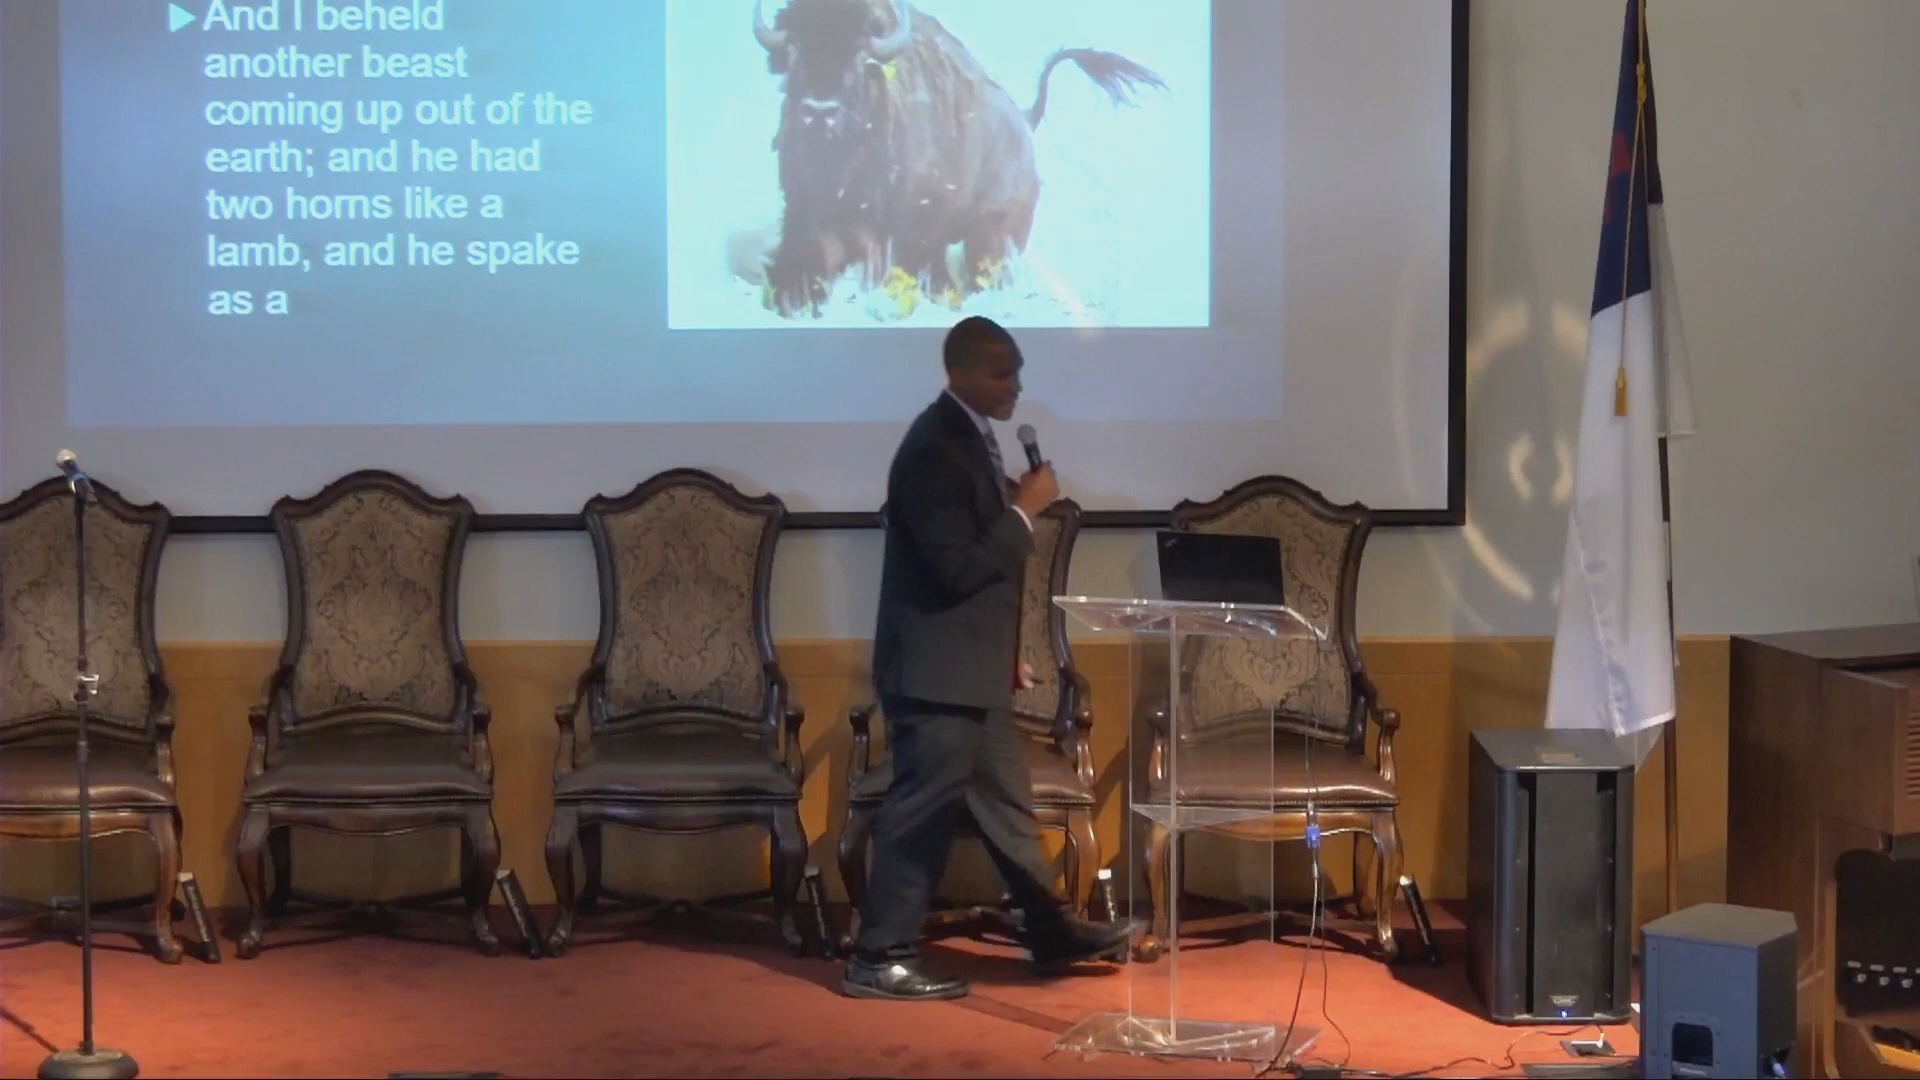 And I beheld
another beast
coming up out of the
earth; and he had
two horns like a
lamb, and he spake
as a